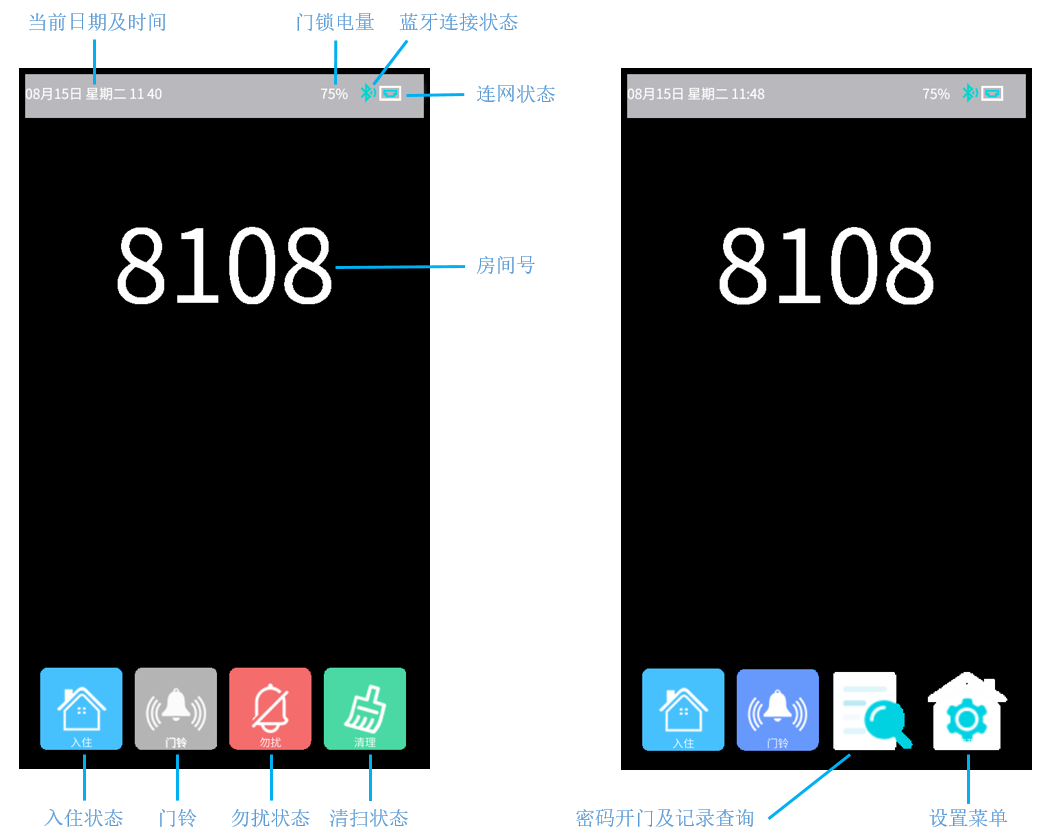 当前日期及时间
门锁电量
蓝牙连接状态
08月15日 星期二 11 40
75%
连网状态
08月15日 星期二 11:48
75%
8108
房间号
8108
入住
门铃
勿扰
清理
入住
门铃
入住状态
门铃
勿扰状态
清扫状态
密码开门及记录查询
设置菜单